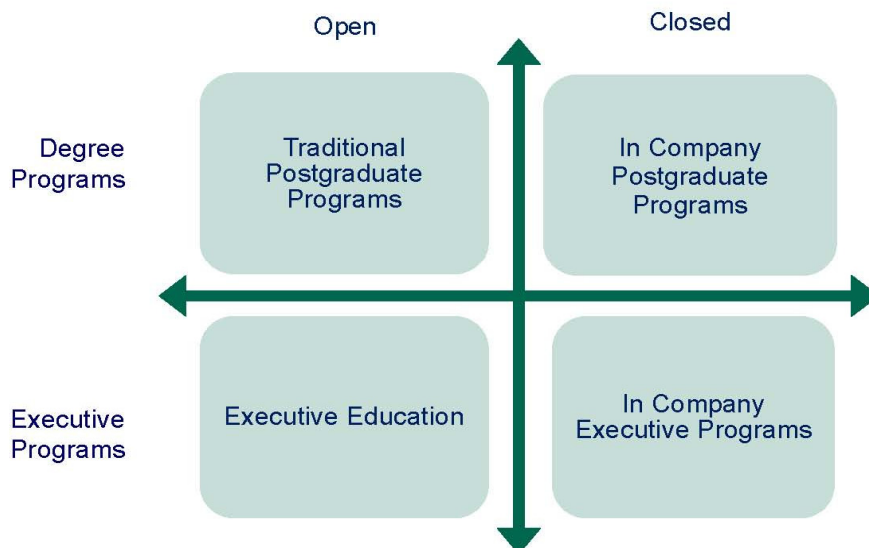 Open
Closed
Degree
Programs
Traditional
Postgraduate
Programs
In Company
Postgraduate
Programs
Executive
Programs
Executive Education
In Company
Executive Programs